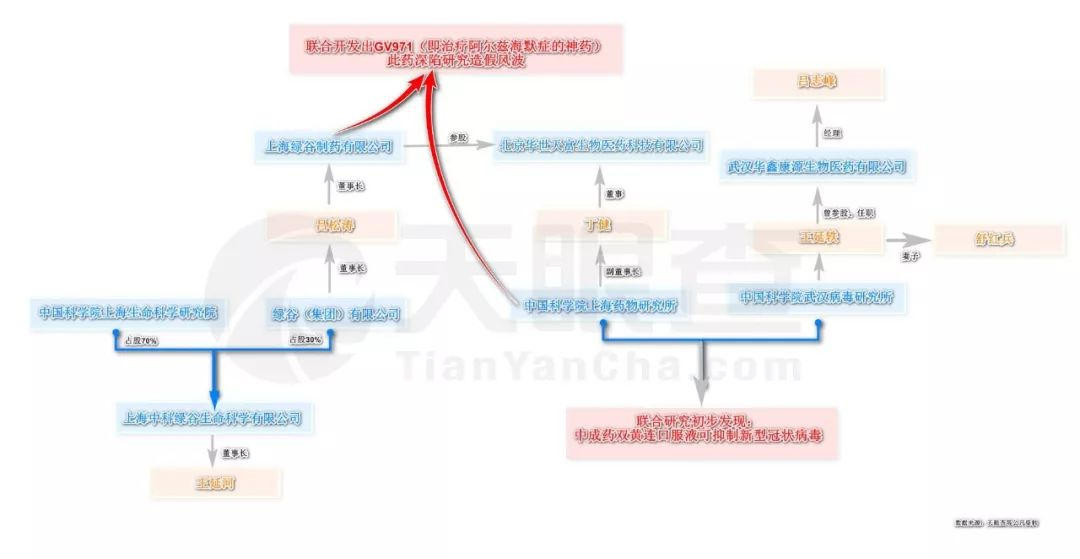 联合开发出GV971（即治疗阿尔兹海默症的神药）
此药深陷研究造假风波
吕志峰
经理
上海绿谷制药有限公司
参股
北京华世天富生物医药科技有限公司
武汉华鑫康源生物医药有限公司
董事长
董事
曾参股，任职
吕松涛
丁健
王延轶
妻子
舒红兵
董事长
副董事长
中国科学院上海生命科学研究院
绿谷（集团）有限公司
中国科学院上海药物研究所
中国科学院武汉病毒研究所
占股70%
占股30%
天眼查
TianYanCha.com
上海中科绿谷生命科学有限公司
联合研究初步发现：
中成药双黄连口服液可抑制新型冠状病毒
董事长
王延河
数据来源：天眼查